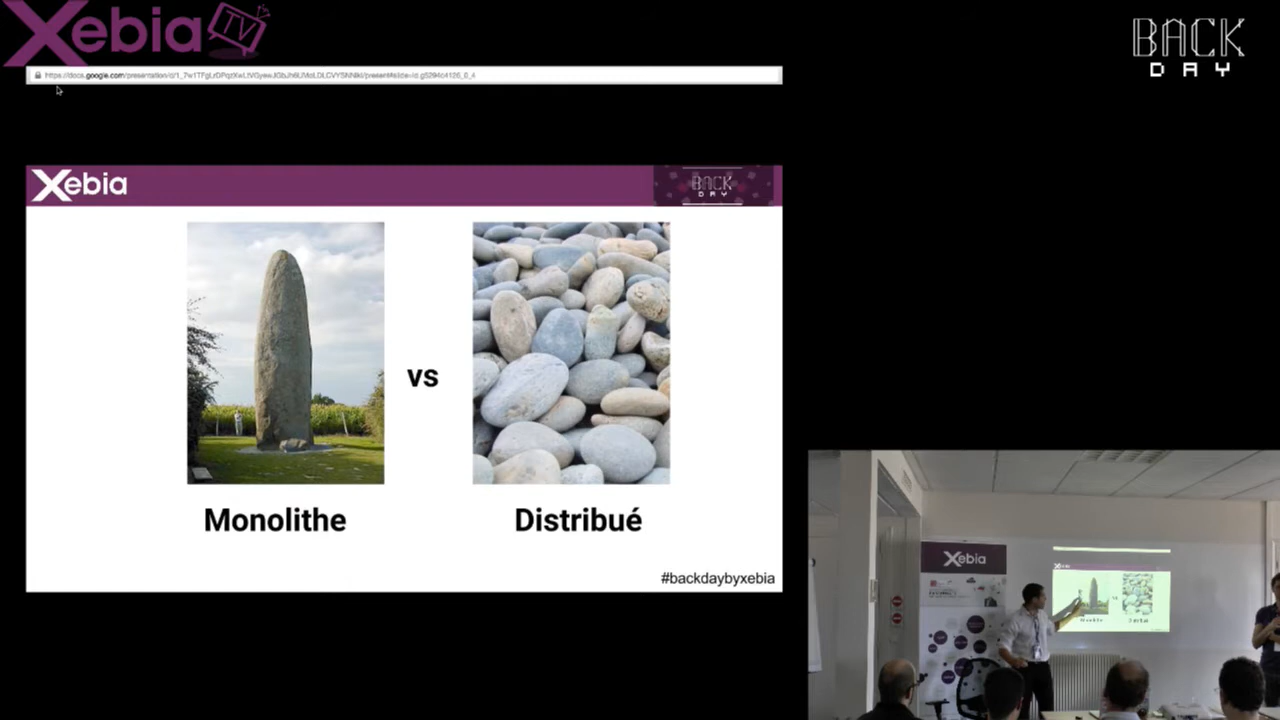 Xebia TV
BACK
DAY
Xebia
BACK
DAY
vs
Monolithe
Distribué
#backdaybyxebia
Xebia